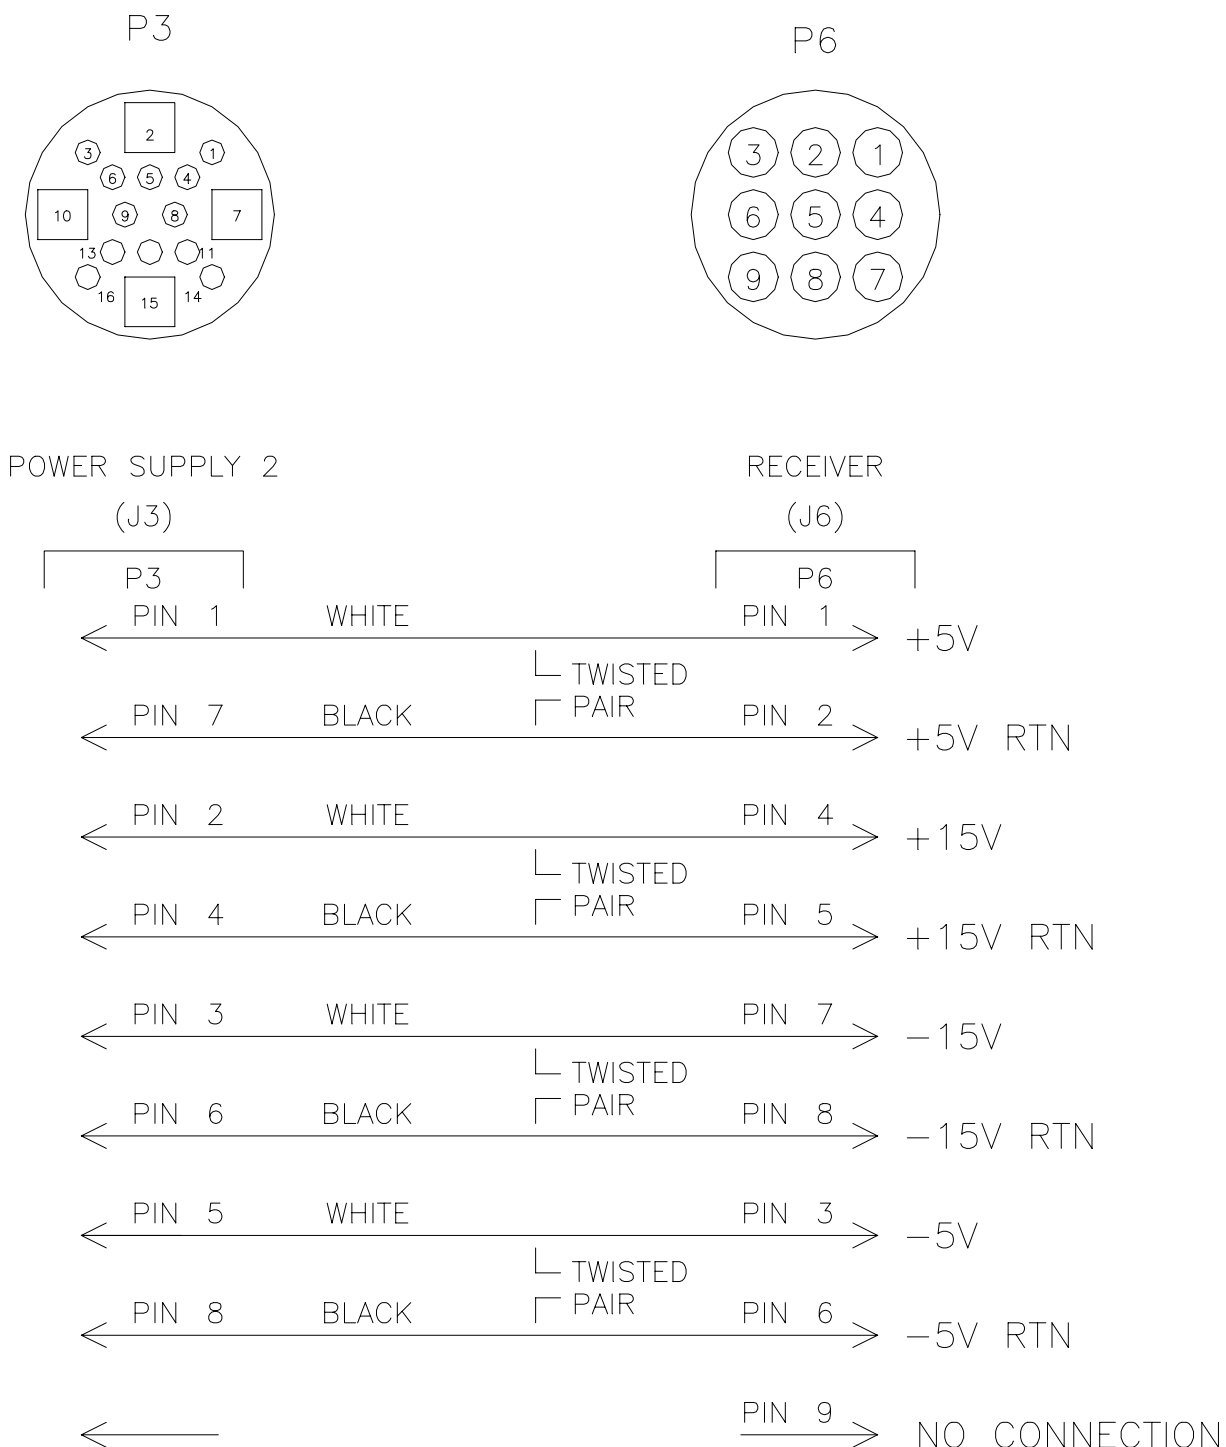 P3 P6
2
3 1
6 5 4
10 9 8 7
13 11
16 15 14
3 2 1
6 5 4
9 8 7
POWER SUPPLY 2 RECEIVER
(J3) (J6)
P3 P6
PIN 1 WHITE PIN 1 +5V
TWISTED
PAIR
PIN 7 BLACK PIN 2 +5V RTN
PIN 2 WHITE PIN 4 +15V
TWISTED
PAIR
PIN 4 BLACK PIN 5 +15V RTN
PIN 3 WHITE PIN 7 -15V
TWISTED
PAIR
PIN 6 BLACK PIN 8 -15V RTN
PIN 5 WHITE PIN 3 -5V
TWISTED
PAIR
PIN 8 BLACK PIN 6 -5V RTN
PIN 9 NO CONNECTION